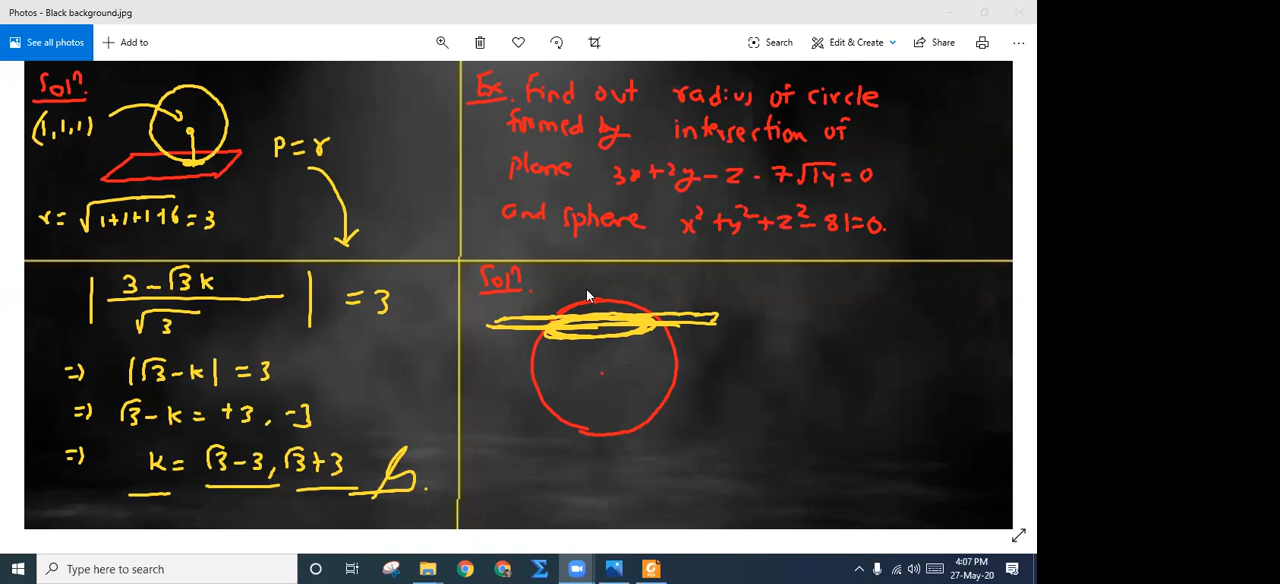 Photos - Black background.jpg
See all photos
Add to
Search
Edit & Create
Share
Solⁿ.
(1,1,1)
P = r
r = √1+1+1+6 = 3
| 3 - √3k / √3 | = 3
=) |√3 - k| = 3
=) √3 - k = +3, -3
=) k = √3 - 3, √3 + 3
Ex. Find out radius of circle
formed by intersection of
plane 3x+2y-z-7√14=0
and sphere x²+y²+z²-81=0.
Solⁿ.
Type here to search
4:07 PM
27-May-20